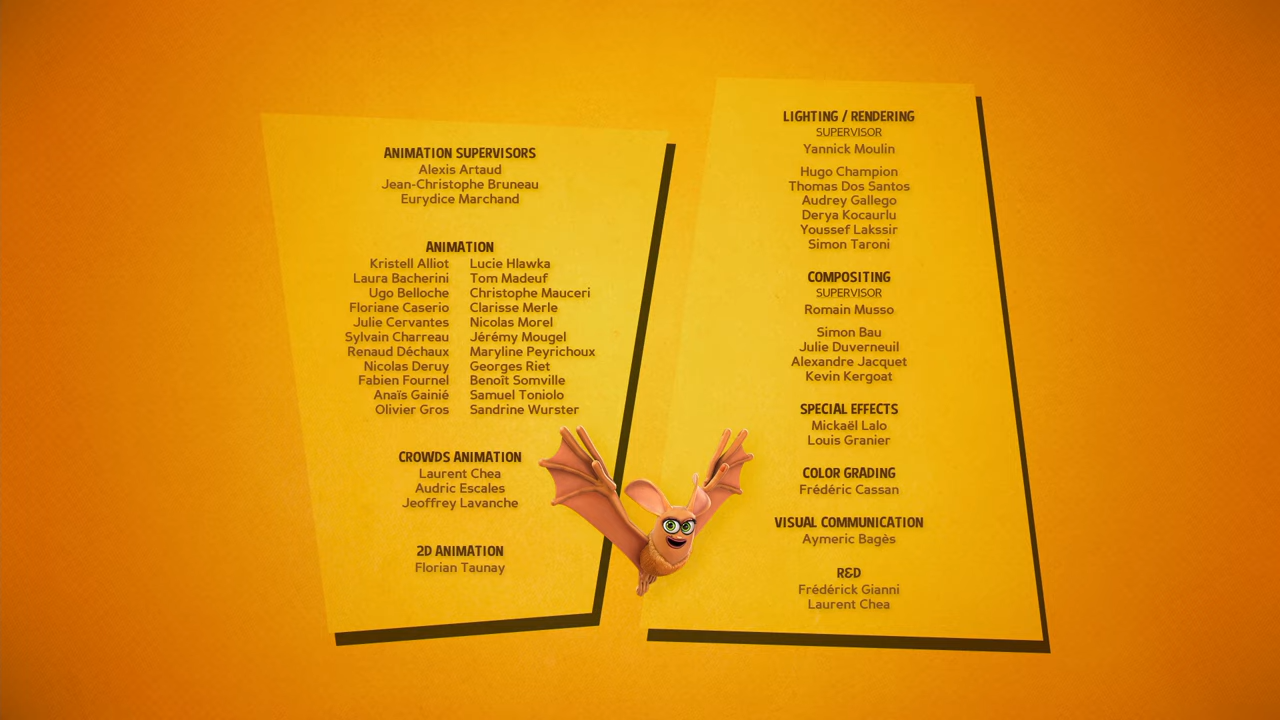 ANIMATION SUPERVISORS
Alexis Artaud
Jean-Christophe Bruneau
Eurydice Marchand
ANIMATION
Kristell Alliot Lucie Hlawka
Laura Bacherini Tom Madeuf
Ugo Belloche Christophe Mauceri
Floriane Caserio Clarisse Merle
Julie Cervantes Nicolas Morel
Sylvain Charreau Jérémy Mougel
Renaud Déchaux Maryline Peyrichoux
Nicolas Deruy Georges Riet
Fabien Fournel Benoît Somville
Anaïs Gainié Samuel Toniolo
Olivier Gros Sandrine Wurster
CROWDS ANIMATION
Laurent Chea
Audric Escales
Jeoffrey Lavanche
2D ANIMATION
Florian Taunay
LIGHTING / RENDERING
SUPERVISOR
Yannick Moulin
Hugo Champion
Thomas Dos Santos
Audrey Gallego
Derya Kocaurlu
Youssef Lakssir
Simon Taroni
COMPOSITING
SUPERVISOR
Romain Musso
Simon Bau
Julie Duverneuil
Alexandre Jacquet
Kevin Kergoat
SPECIAL EFFECTS
Mickaël Lalo
Louis Granier
COLOR GRADING
Frédéric Cassan
VISUAL COMMUNICATION
Aymeric Bagès
R&D
Frédérick Gianni
Laurent Chea